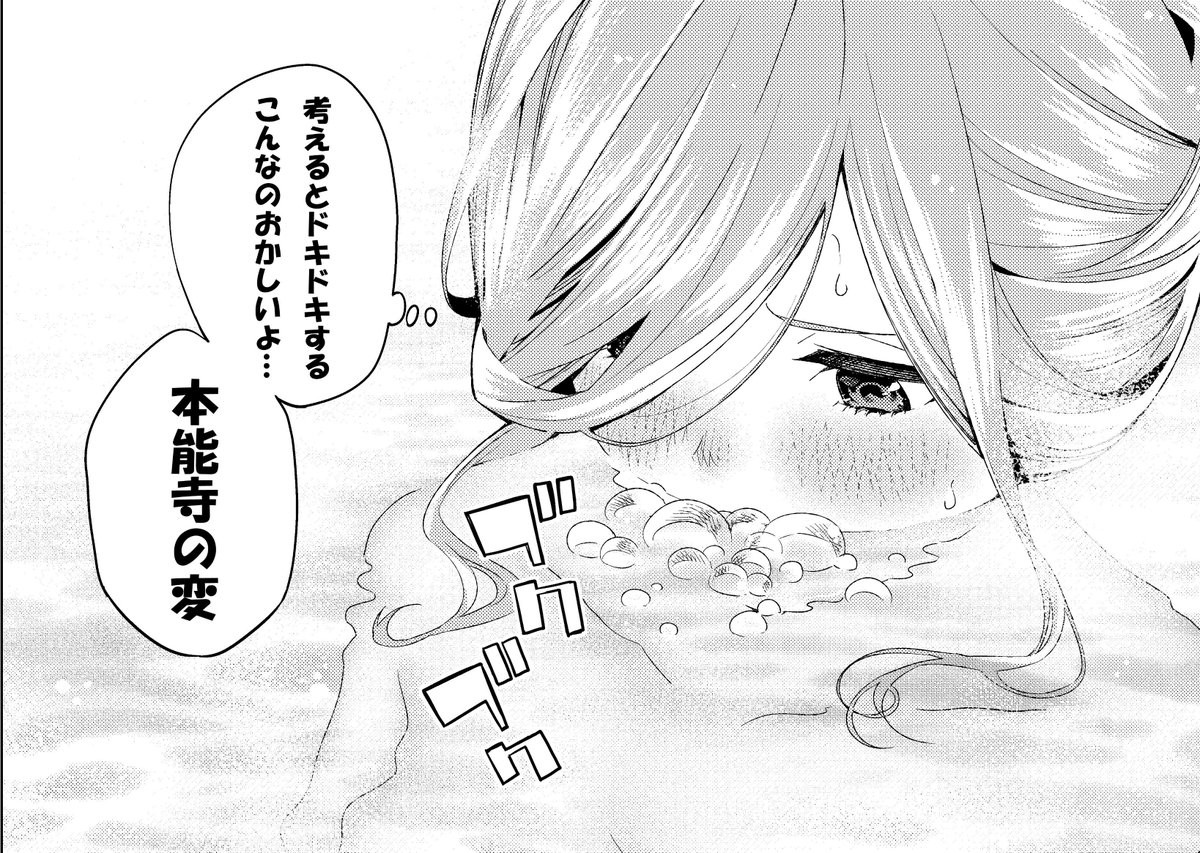 考えるとドキドキする
こんなのおかしいよ…
本能寺の変
ブク
ブク